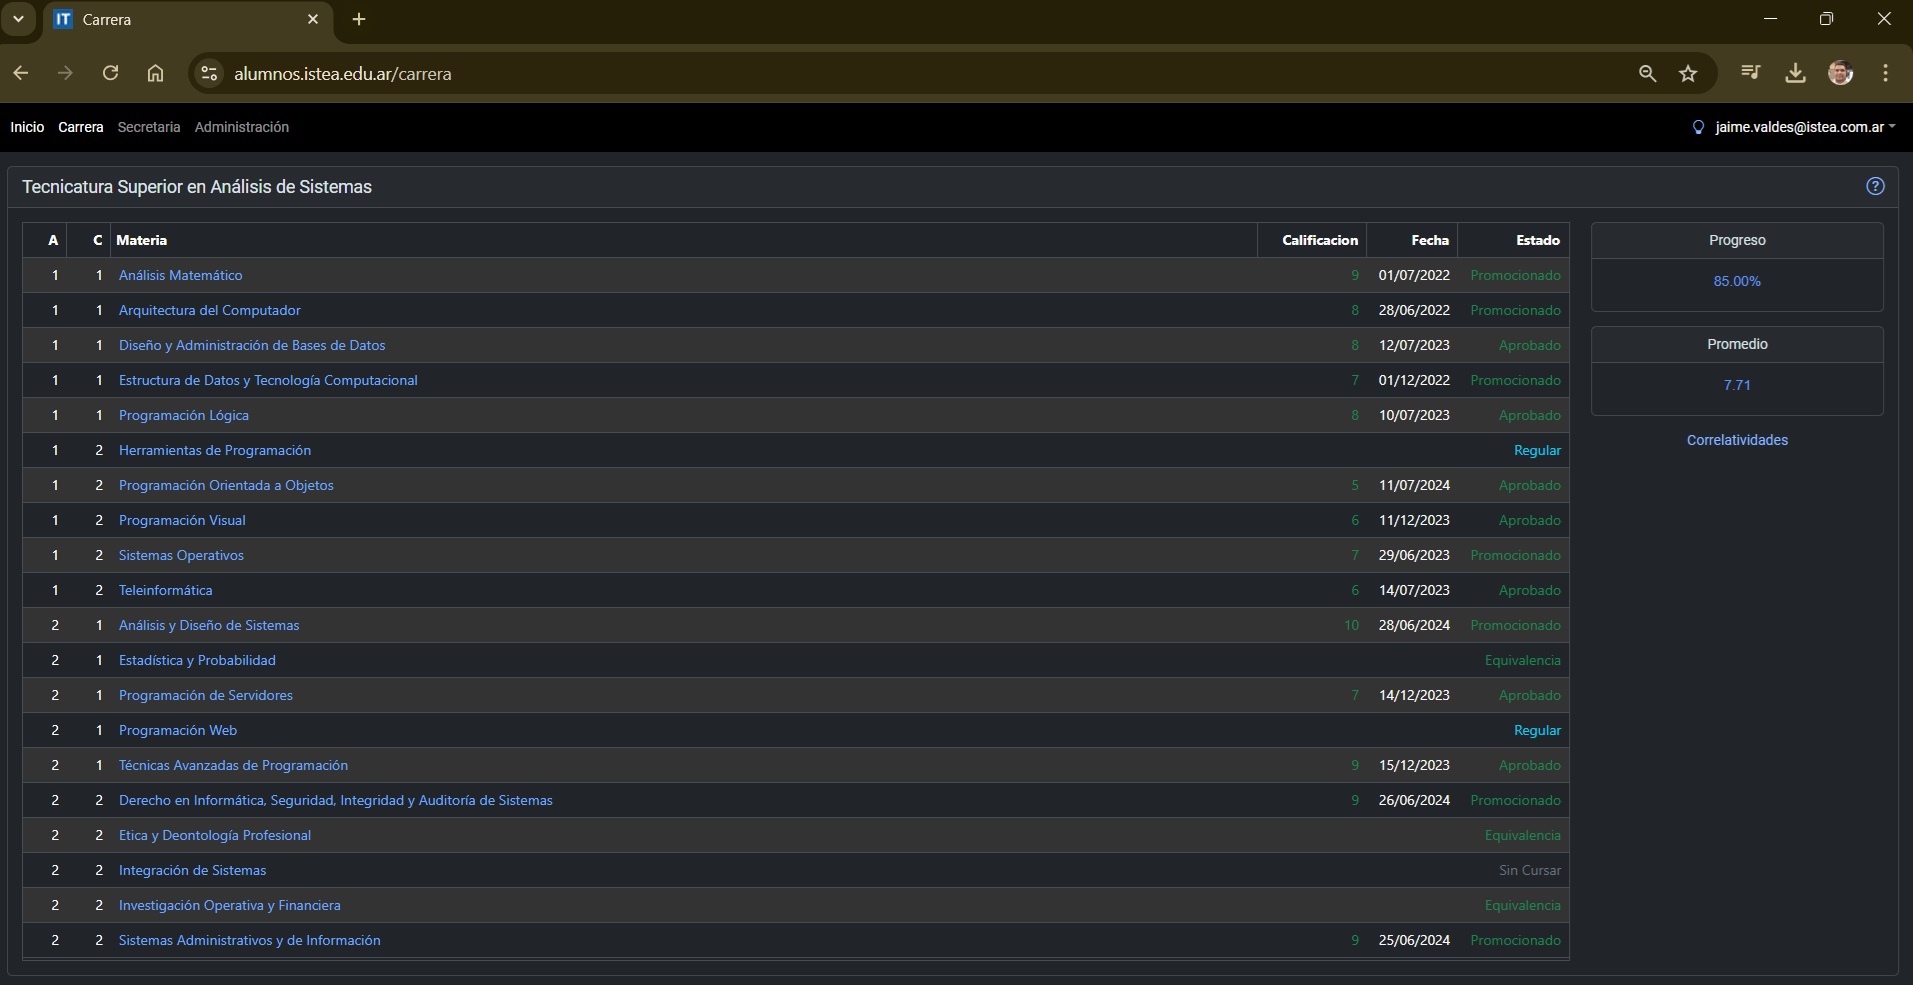 Carrera
alumnos.istea.edu.ar/carrera
Inicio Carrera Secretaria Administración jaime.valdes@istea.com.ar
Tecnicatura Superior en Análisis de Sistemas
A C Materia Calificacion Fecha Estado
1 1 Análisis Matemático 9 01/07/2022 Promocionado
1 1 Arquitectura del Computador 8 28/06/2022 Promocionado
1 1 Diseño y Administración de Bases de Datos 8 12/07/2023 Aprobado
1 1 Estructura de Datos y Tecnología Computacional 7 01/12/2022 Promocionado
1 1 Programación Lógica 8 10/07/2023 Aprobado
1 2 Herramientas de Programación Regular
1 2 Programación Orientada a Objetos 5 11/07/2024 Aprobado
1 2 Programación Visual 6 11/12/2023 Aprobado
1 2 Sistemas Operativos 7 29/06/2023 Promocionado
1 2 Teleinformática 6 14/07/2023 Aprobado
2 1 Análisis y Diseño de Sistemas 10 28/06/2024 Promocionado
2 1 Estadística y Probabilidad Equivalencia
2 1 Programación de Servidores 7 14/12/2023 Aprobado
2 1 Programación Web Regular
2 1 Técnicas Avanzadas de Programación 9 15/12/2023 Aprobado
2 2 Derecho en Informática, Seguridad, Integridad y Auditoría de Sistemas 9 26/06/2024 Promocionado
2 2 Etica y Deontología Profesional Equivalencia
2 2 Integración de Sistemas Sin Cursar
2 2 Investigación Operativa y Financiera Equivalencia
2 2 Sistemas Administrativos y de Información 9 25/06/2024 Promocionado
Progreso
85.00%
Promedio
7.71
Correlatividades